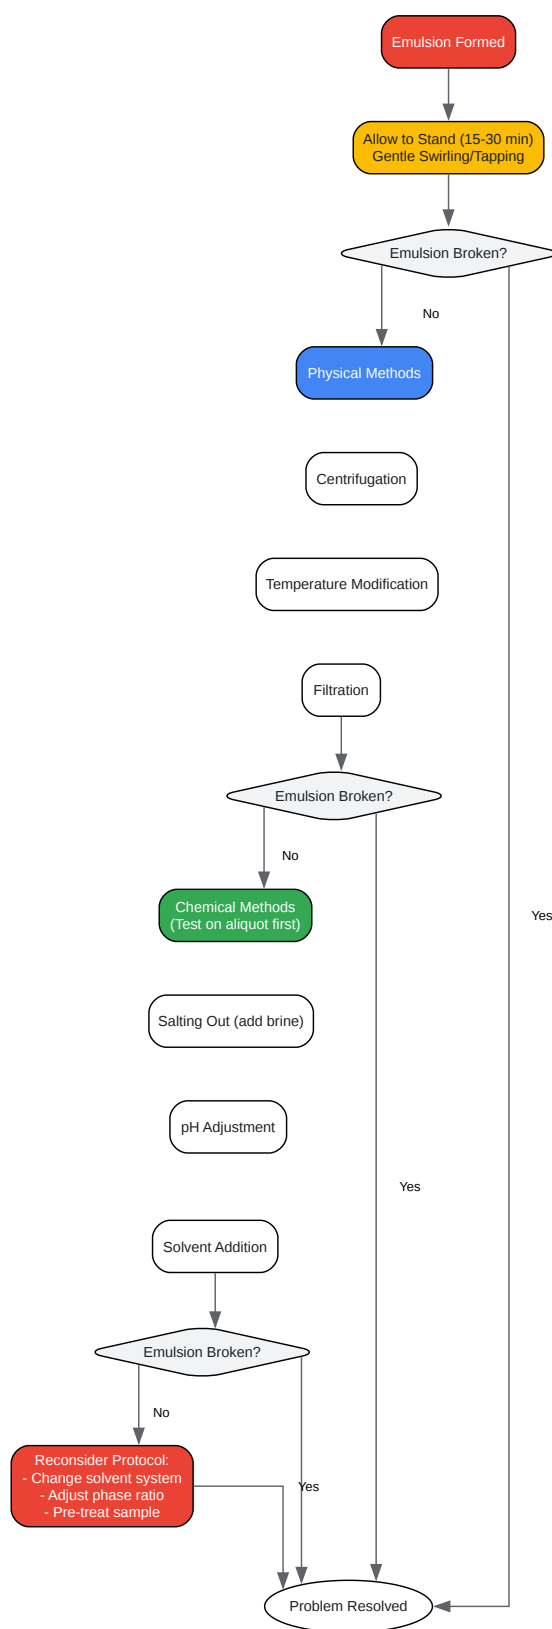 Emulsion Formed
Allow to Stand (15-30 min)
Gentle Swirling/Tapping
Emulsion Broken?
No
Physical Methods
Centrifugation
Temperature Modification
Filtration
Emulsion Broken?
No
Chemical Methods
(Test on aliquot first)
Yes
Salting Out (add brine)
pH Adjustment
Yes
Solvent Addition
Emulsion Broken?
No
Reconsider Protocol:
- Change solvent system
- Adjust phase ratio
- Pre-treat sample
Yes
Problem Resolved